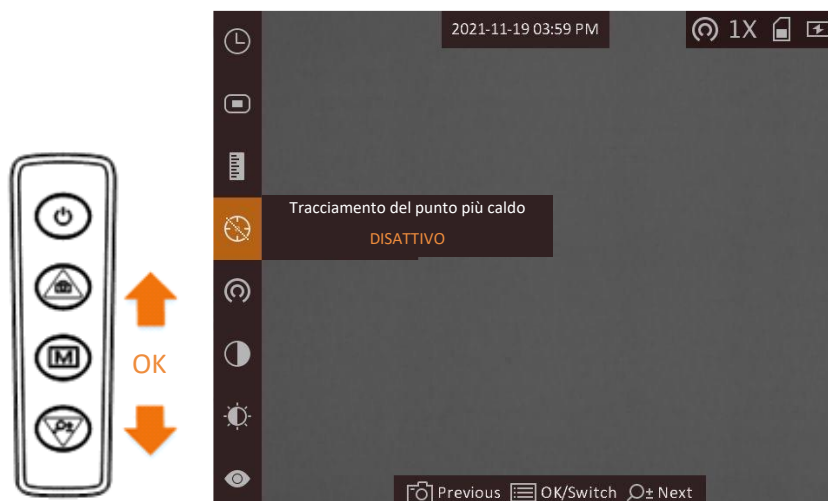 2021-11-19 03:59 PM
1X
Tracciamento del punto più caldo
DISATTIVO
M
OK
Previous OK/Switch Next